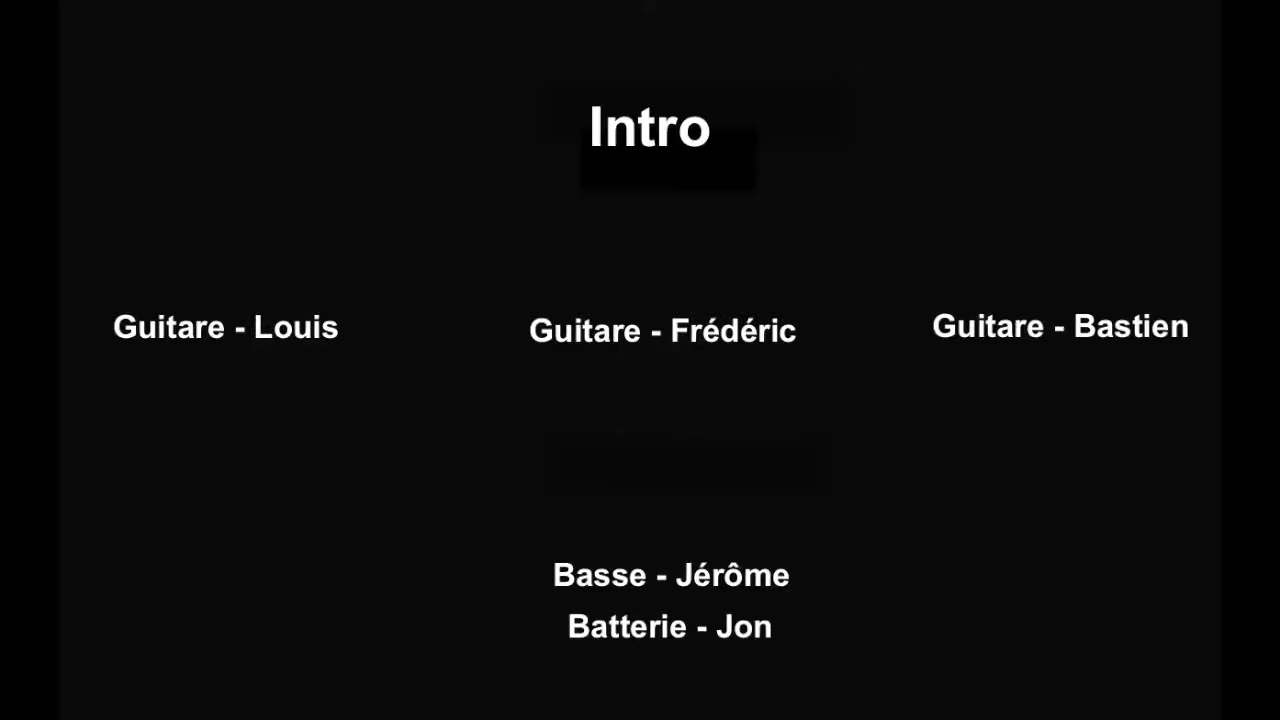 Intro
Guitare - Louis
Guitare - Frédéric
Guitare - Bastien
Basse - Jérôme
Batterie - Jon